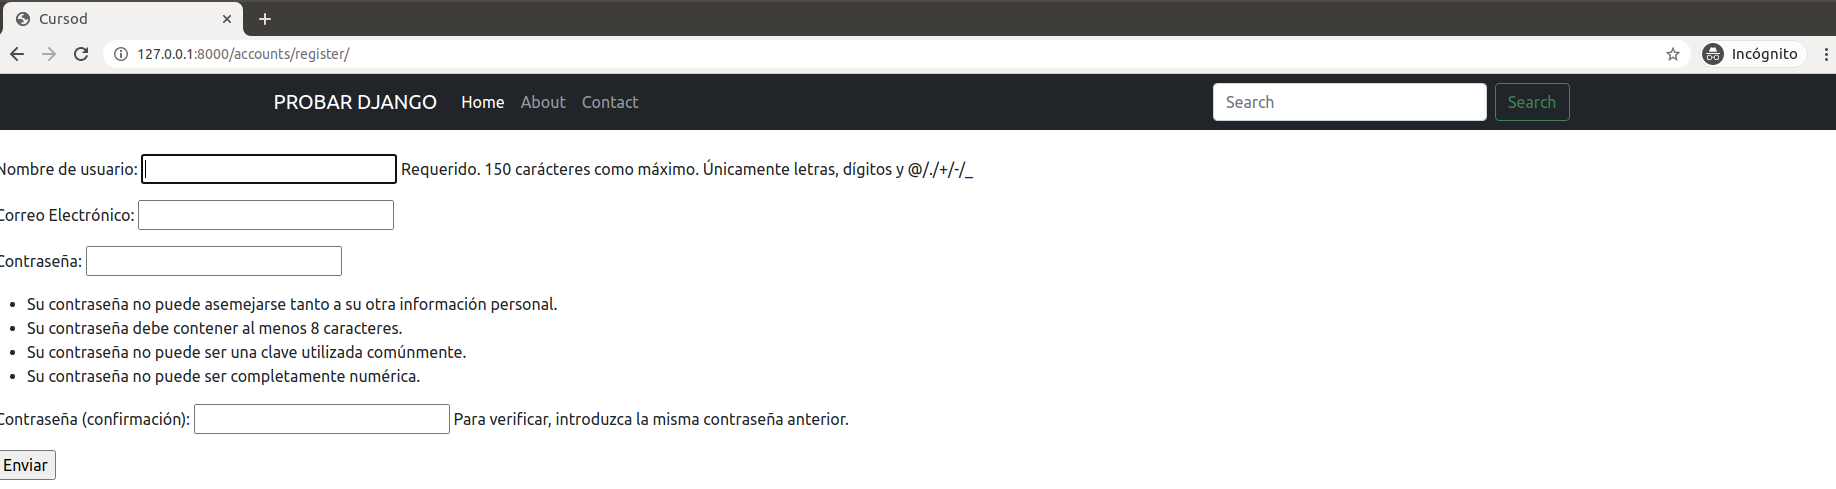 Cursod
127.0.0.1:8000/accounts/register/
Incógnito
PROBAR DJANGO Home About Contact Search Search
Nombre de usuario: Requerido. 150 carácteres como máximo. Únicamente letras, dígitos y @/./+/-/_
Correo Electrónico:
Contraseña:
Su contraseña no puede asemejarse tanto a su otra información personal.
Su contraseña debe contener al menos 8 caracteres.
Su contraseña no puede ser una clave utilizada comúnmente.
Su contraseña no puede ser completamente numérica.
Contraseña (confirmación): Para verificar, introduzca la misma contraseña anterior.
Enviar